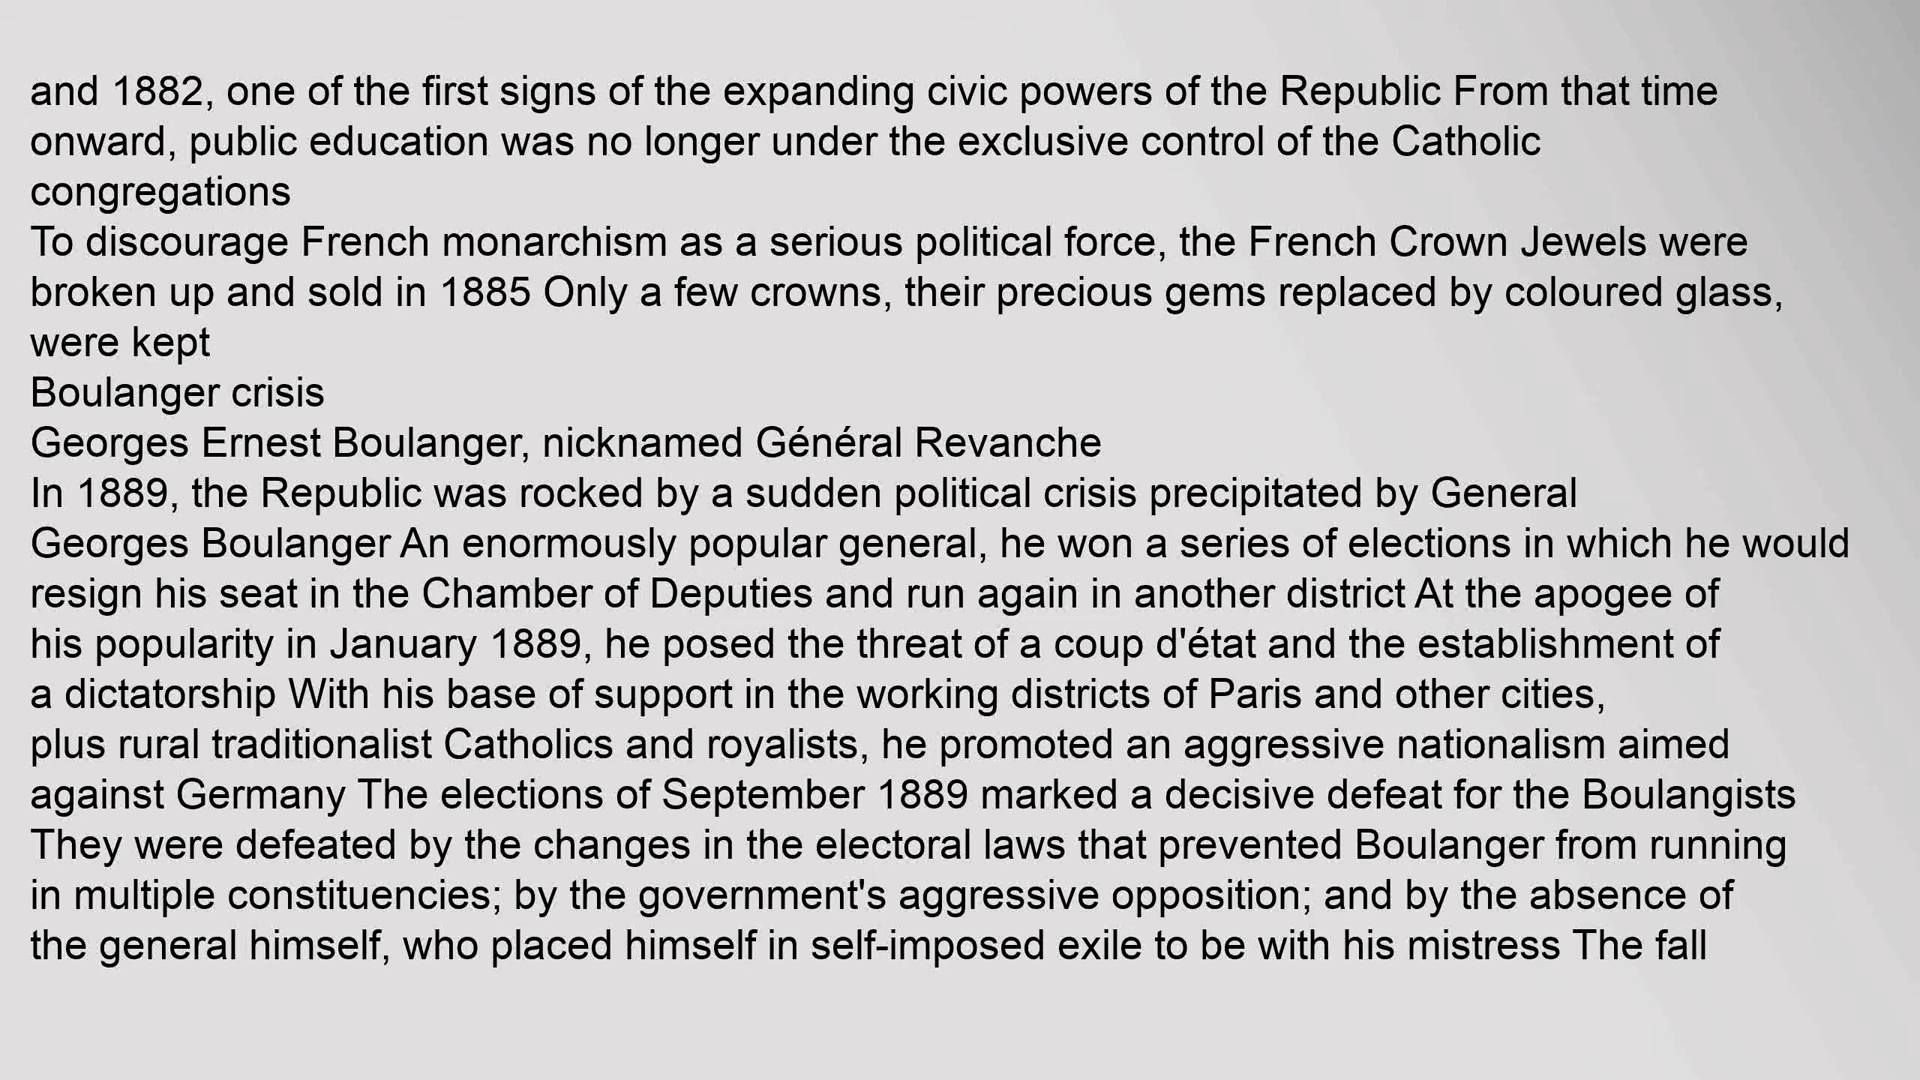 and 1882, one of the first signs of the expanding civic powers of the Republic From that time
onward, public education was no longer under the exclusive control of the Catholic
congregations
To discourage French monarchism as a serious political force, the French Crown Jewels were
broken up and sold in 1885 Only a few crowns, their precious gems replaced by coloured glass,
were kept
Boulanger crisis
Georges Ernest Boulanger, nicknamed Général Revanche
In 1889, the Republic was rocked by a sudden political crisis precipitated by General
Georges Boulanger An enormously popular general, he won a series of elections in which he would
resign his seat in the Chamber of Deputies and run again in another district At the apogee of
his popularity in January 1889, he posed the threat of a coup d'état and the establishment of
a dictatorship With his base of support in the working districts of Paris and other cities,
plus rural traditionalist Catholics and royalists, he promoted an aggressive nationalism aimed
against Germany The elections of September 1889 marked a decisive defeat for the Boulangists
They were defeated by the changes in the electoral laws that prevented Boulanger from running
in multiple constituencies; by the government's aggressive opposition; and by the absence of
the general himself, who placed himself in self-imposed exile to be with his mistress The fall